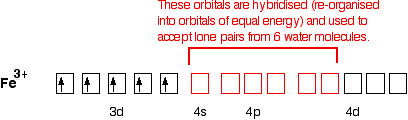 These orbitals are hybridised (re-organised
into orbitals of equal energy) and used to
accept lone pairs from 6 water molecules.
Fe3+
3d 4s 4p 4d